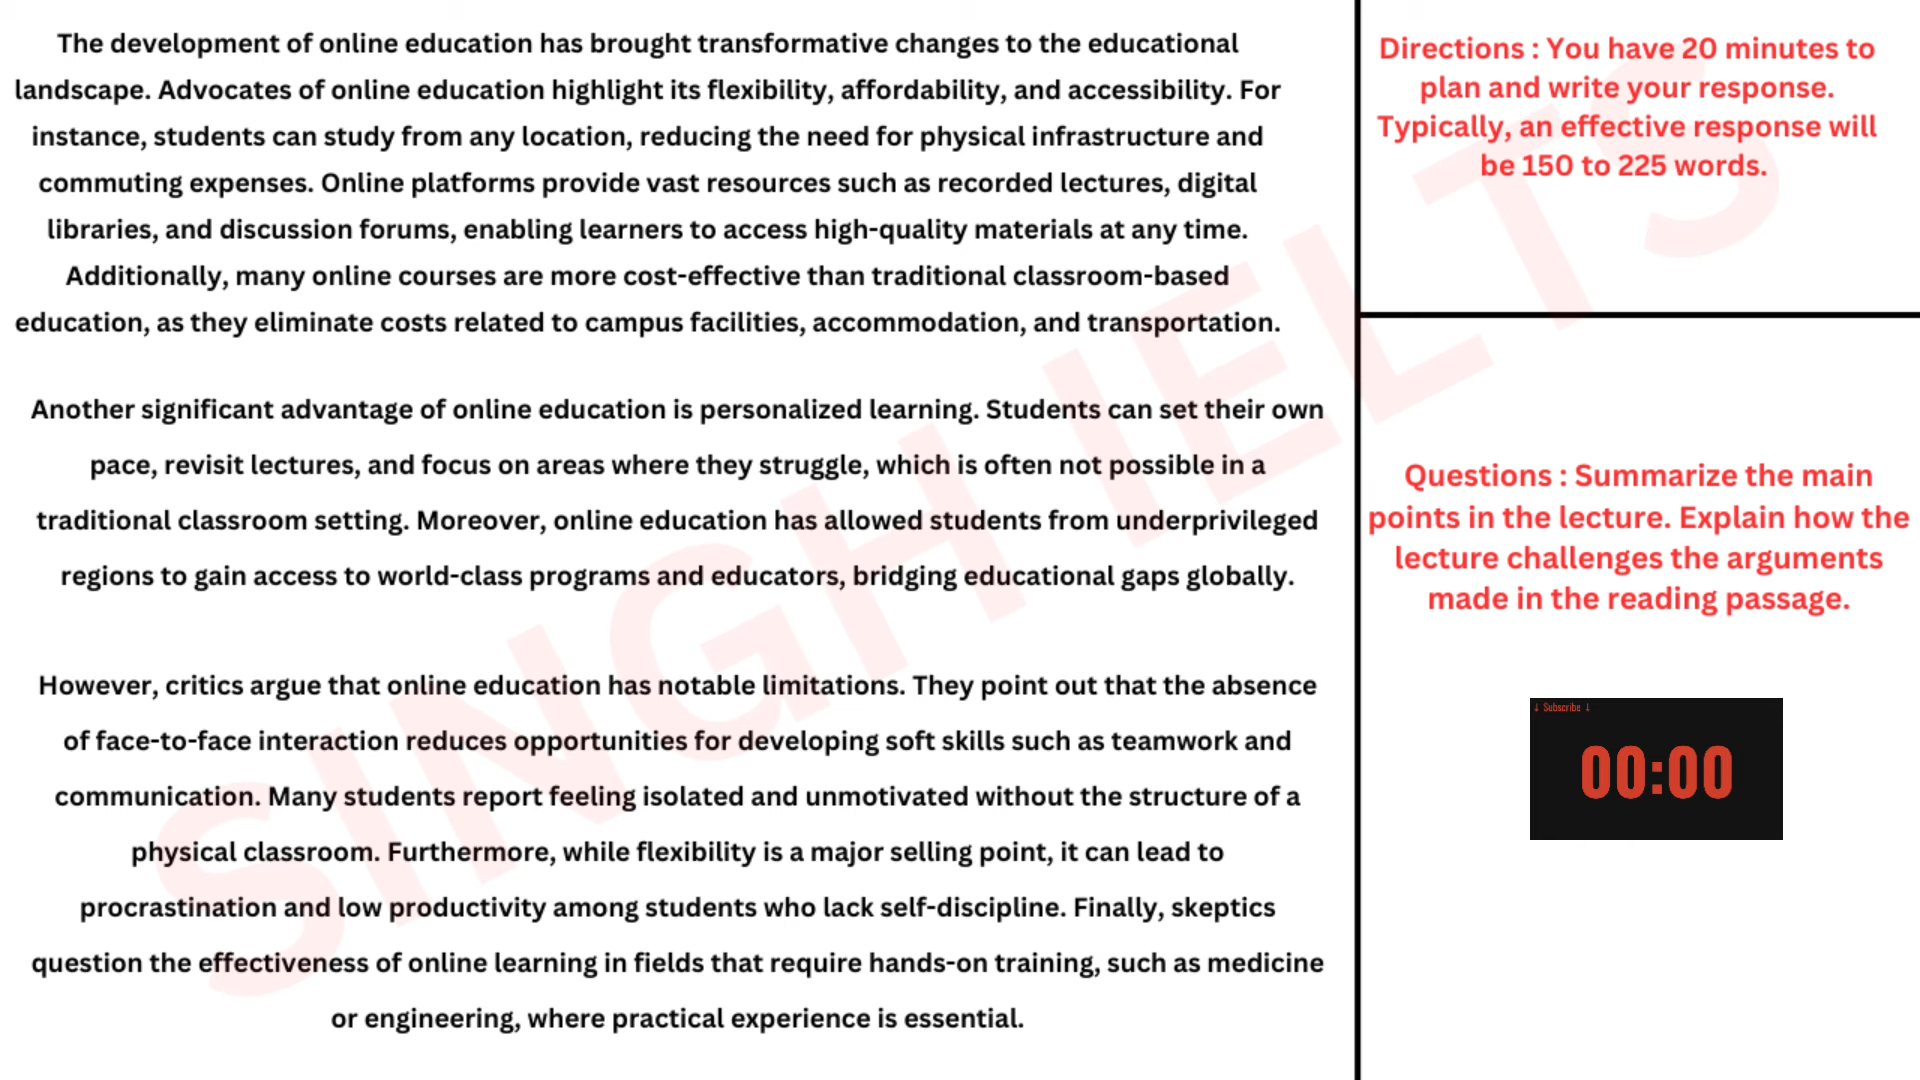 The development of online education has brought transformative changes to the educational
landscape. Advocates of online education highlight its flexibility, affordability, and accessibility. For
instance, students can study from any location, reducing the need for physical infrastructure and
commuting expenses. Online platforms provide vast resources such as recorded lectures, digital
libraries, and discussion forums, enabling learners to access high-quality materials at any time.
Additionally, many online courses are more cost-effective than traditional classroom-based
education, as they eliminate costs related to campus facilities, accommodation, and transportation.
Another significant advantage of online education is personalized learning. Students can set their own
pace, revisit lectures, and focus on areas where they struggle, which is often not possible in a
traditional classroom setting. Moreover, online education has allowed students from underprivileged
regions to gain access to world-class programs and educators, bridging educational gaps globally.
However, critics argue that online education has notable limitations. They point out that the absence
of face-to-face interaction reduces opportunities for developing soft skills such as teamwork and
communication. Many students report feeling isolated and unmotivated without the structure of a
physical classroom. Furthermore, while flexibility is a major selling point, it can lead to
procrastination and low productivity among students who lack self-discipline. Finally, skeptics
question the effectiveness of online learning in fields that require hands-on training, such as medicine
or engineering, where practical experience is essential.
Directions : You have 20 minutes to
plan and write your response.
Typically, an effective response will
be 150 to 225 words.
Questions : Summarize the main
points in the lecture. Explain how the
lecture challenges the arguments
made in the reading passage.
↓ Subscribe ↓
00:00
SINGH IELTS